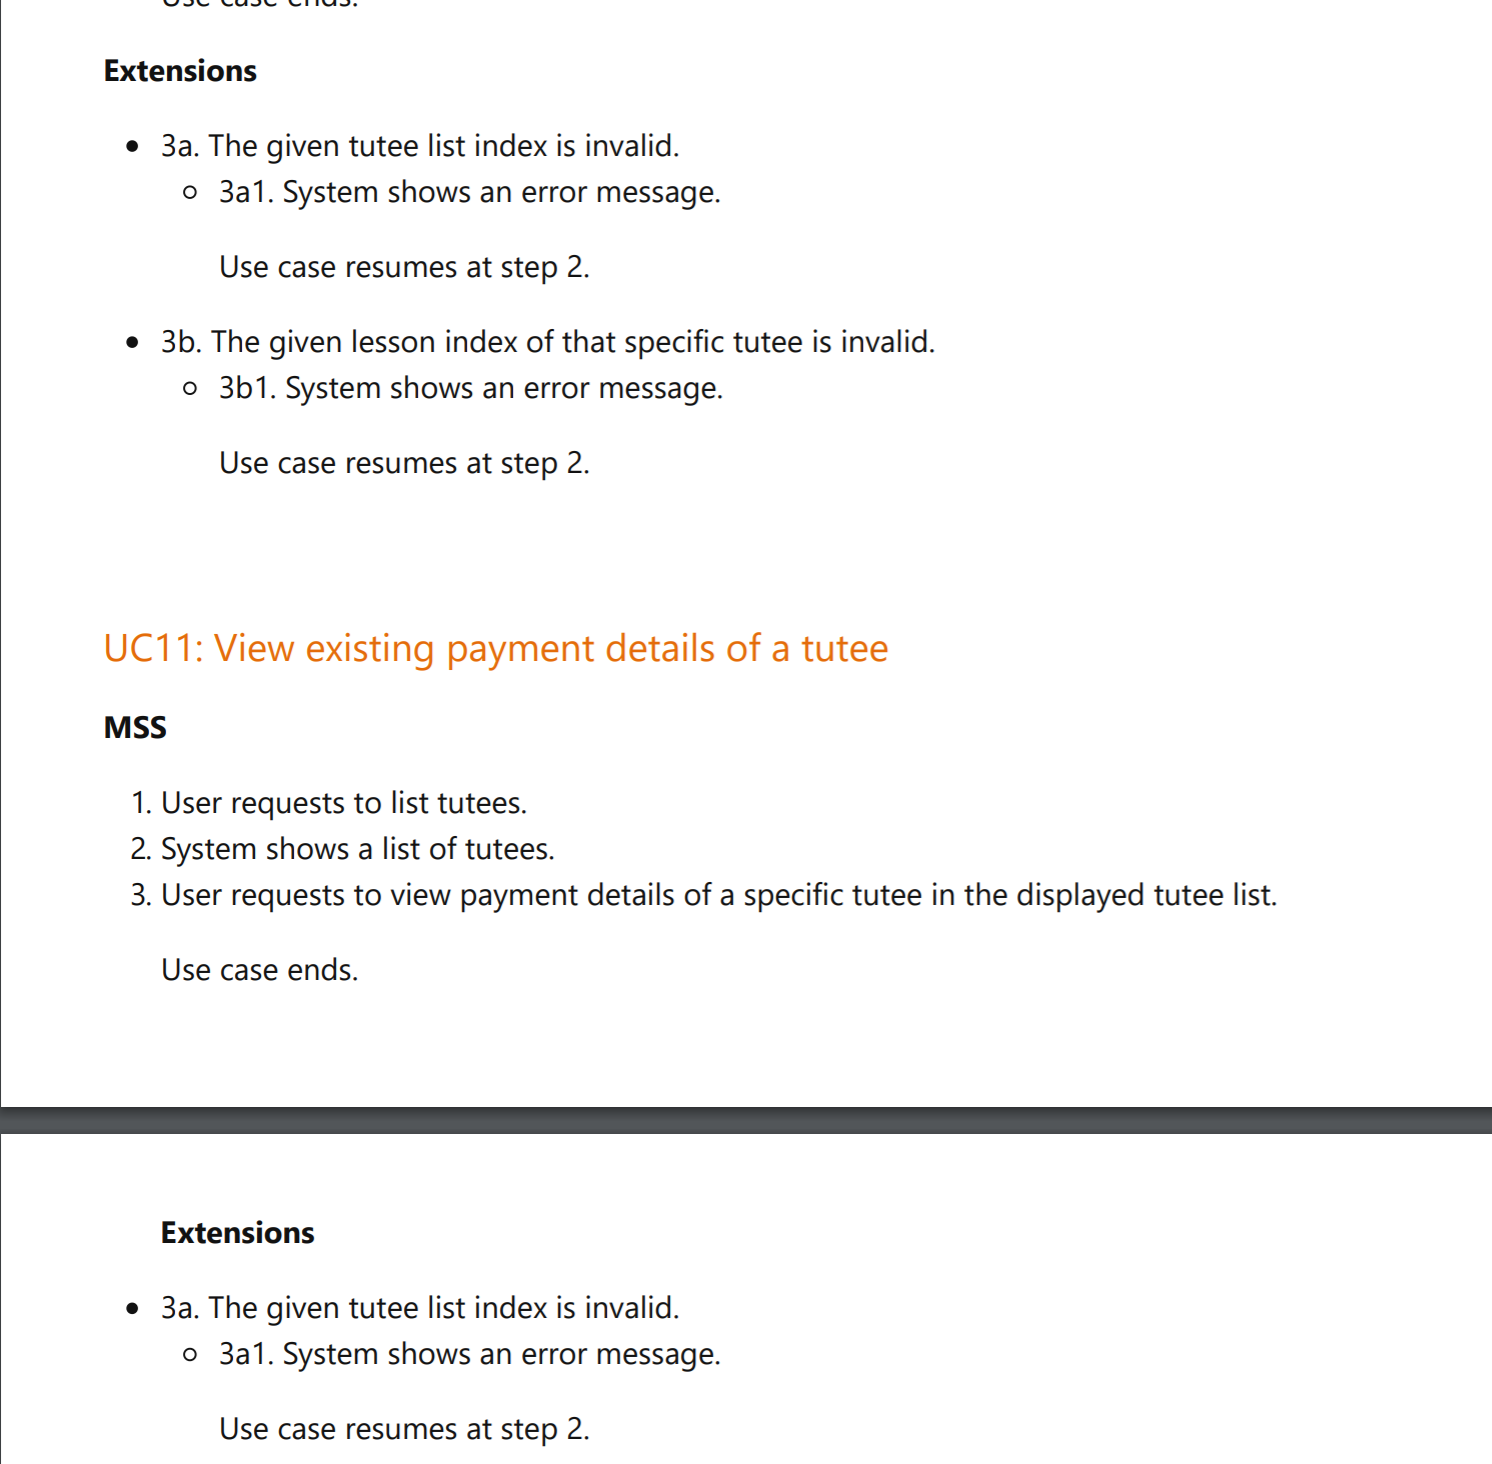 Use case ends.
Extensions
• 3a. The given tutee list index is invalid.
○ 3a1. System shows an error message.
Use case resumes at step 2.
• 3b. The given lesson index of that specific tutee is invalid.
○ 3b1. System shows an error message.
Use case resumes at step 2.
UC11: View existing payment details of a tutee
MSS
1. User requests to list tutees.
2. System shows a list of tutees.
3. User requests to view payment details of a specific tutee in the displayed tutee list.
Use case ends.
Extensions
• 3a. The given tutee list index is invalid.
○ 3a1. System shows an error message.
Use case resumes at step 2.